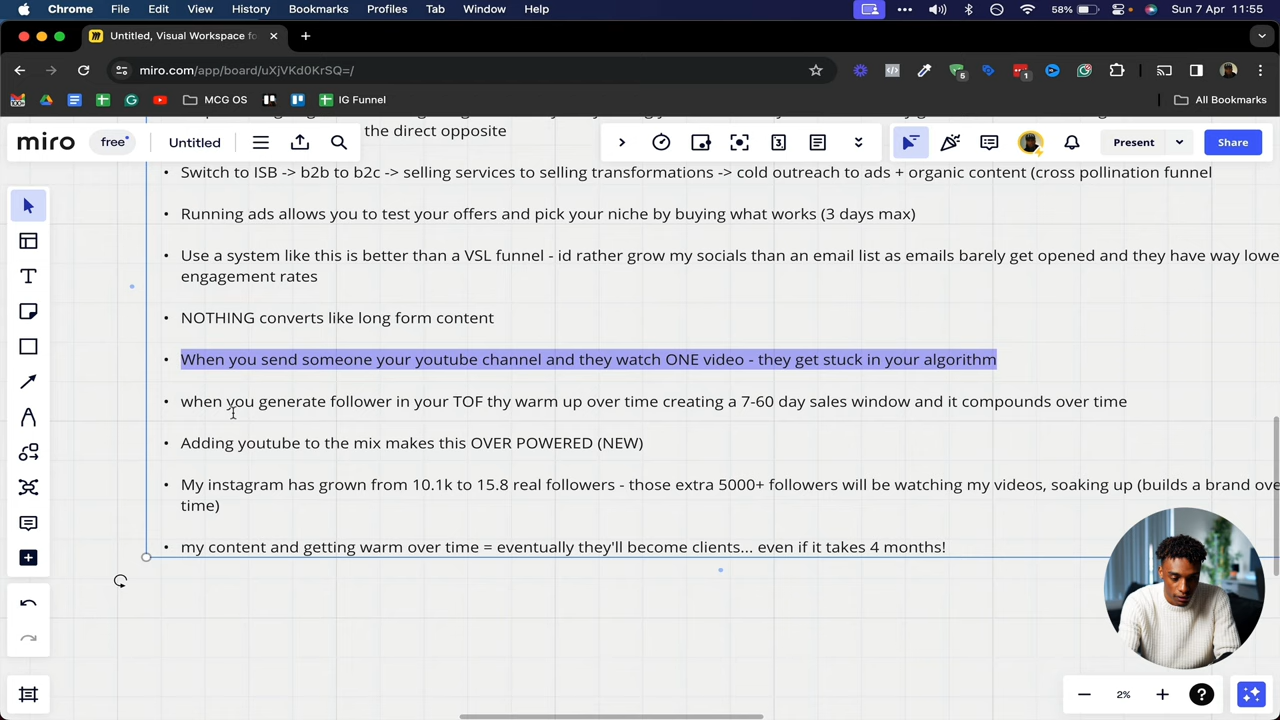 Chrome File Edit View History Bookmarks Profiles Tab Window Help 58% Sun 7 Apr 11:55
Untitled, Visual Workspace fo
miro.com/app/board/uXjVKd0KrSQ=/
5 1
MCG OS IG Funnel All Bookmarks
the direct opposite
miro free Untitled 3 Present Share
• Switch to ISB -> b2b to b2c -> selling services to selling transformations -> cold outreach to ads + organic content (cross pollination funnel
• Running ads allows you to test your offers and pick your niche by buying what works (3 days max)
• Use a system like this is better than a VSL funnel - id rather grow my socials than an email list as emails barely get opened and they have way lowe
engagement rates
• NOTHING converts like long form content
• When you send someone your youtube channel and they watch ONE video - they get stuck in your algorithm
• when you generate follower in your TOF thy warm up over time creating a 7-60 day sales window and it compounds over time
• Adding youtube to the mix makes this OVER POWERED (NEW)
• My instagram has grown from 10.1k to 15.8 real followers - those extra 5000+ followers will be watching my videos, soaking up (builds a brand ove
time)
• my content and getting warm over time = eventually they'll become clients... even if it takes 4 months!
2%